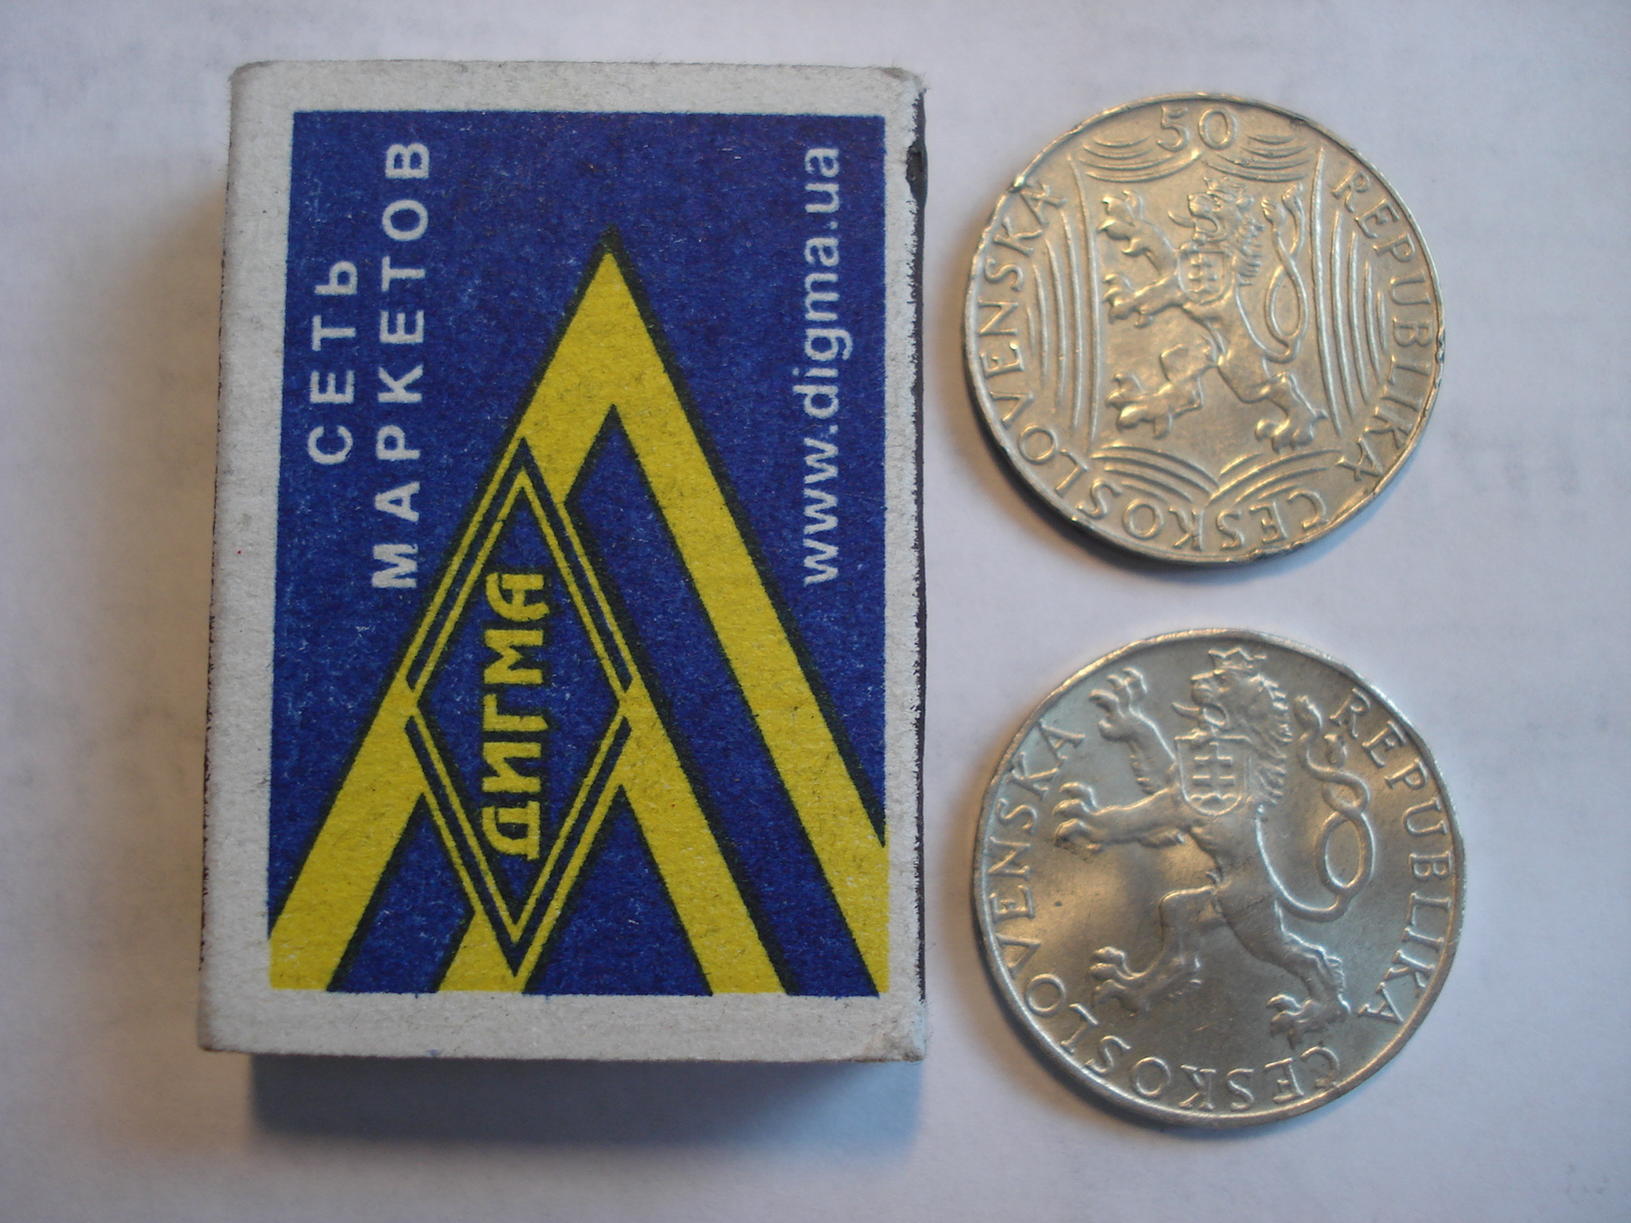 СЕТЬ
МАРКЕТОВ
ДИГМА
www.digma.ua
50
ČESKOSLOVENSKÁ REPUBLIKA
ČESKOSLOVENSKÁ REPUBLIKA